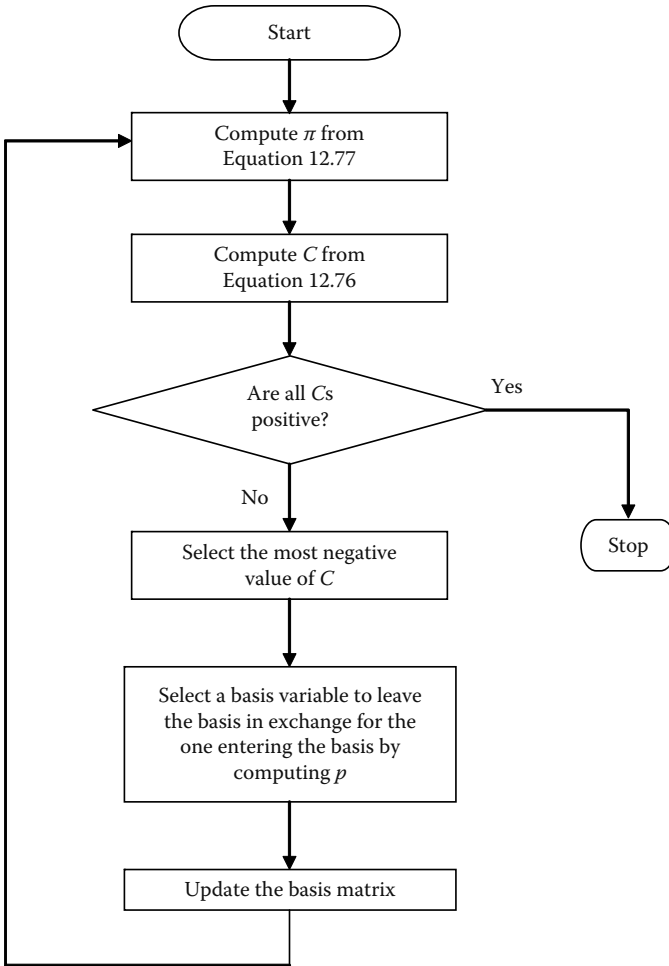 Start
Compute π from
Equation 12.77
Compute C from
Equation 12.76
Are all Cs
positive?
Yes
No
Stop
Select the most negative
value of C
Select a basis variable to leave
the basis in exchange for the
one entering the basis by
computing p
Update the basis matrix